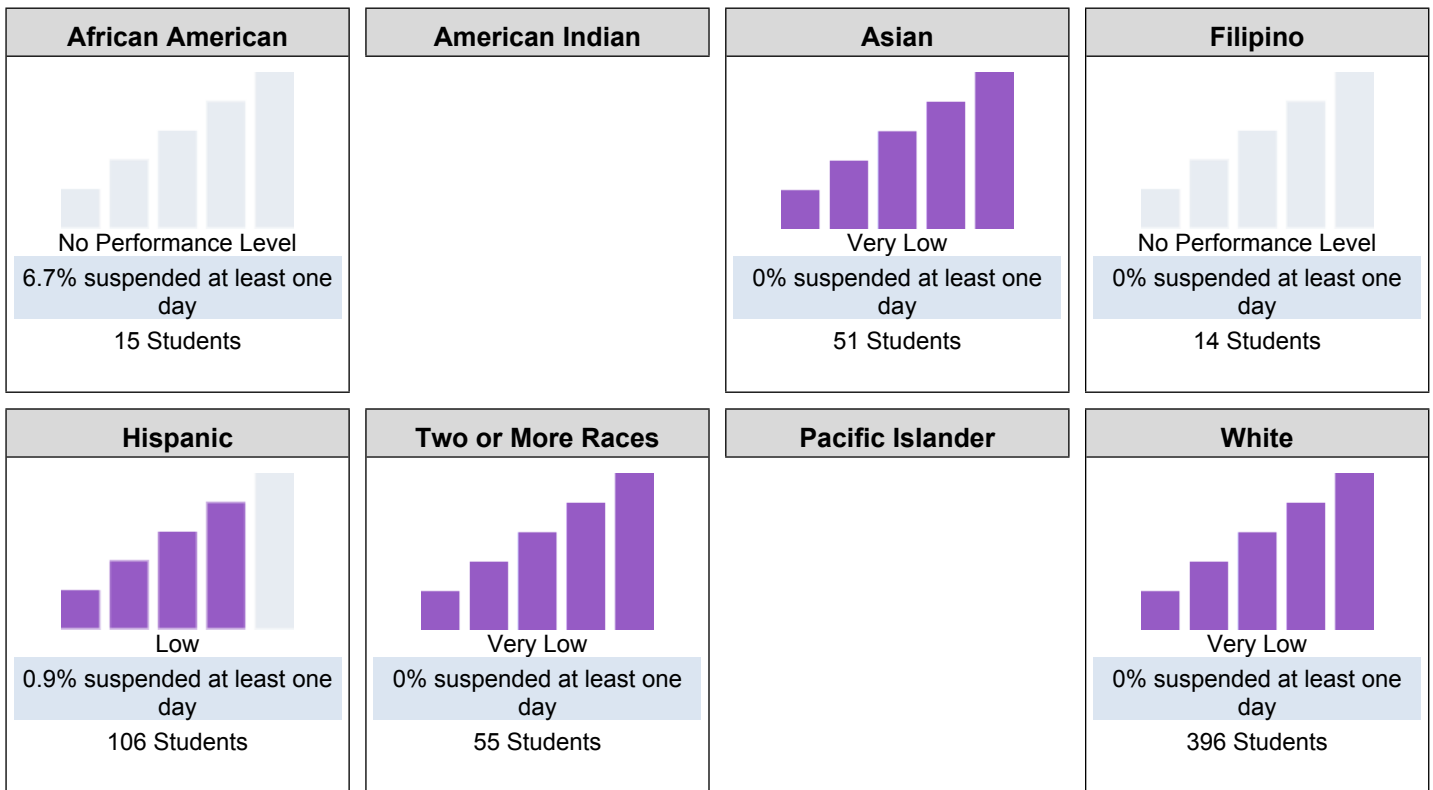 African American
No Performance Level
6.7% suspended at least one
day
15 Students
American Indian
Asian
Very Low
0% suspended at least one
day
51 Students
Filipino
No Performance Level
0% suspended at least one
day
14 Students
Hispanic
Low
0.9% suspended at least one
day
106 Students
Two or More Races
Very Low
0% suspended at least one
day
55 Students
Pacific Islander
White
Very Low
0% suspended at least one
day
396 Students